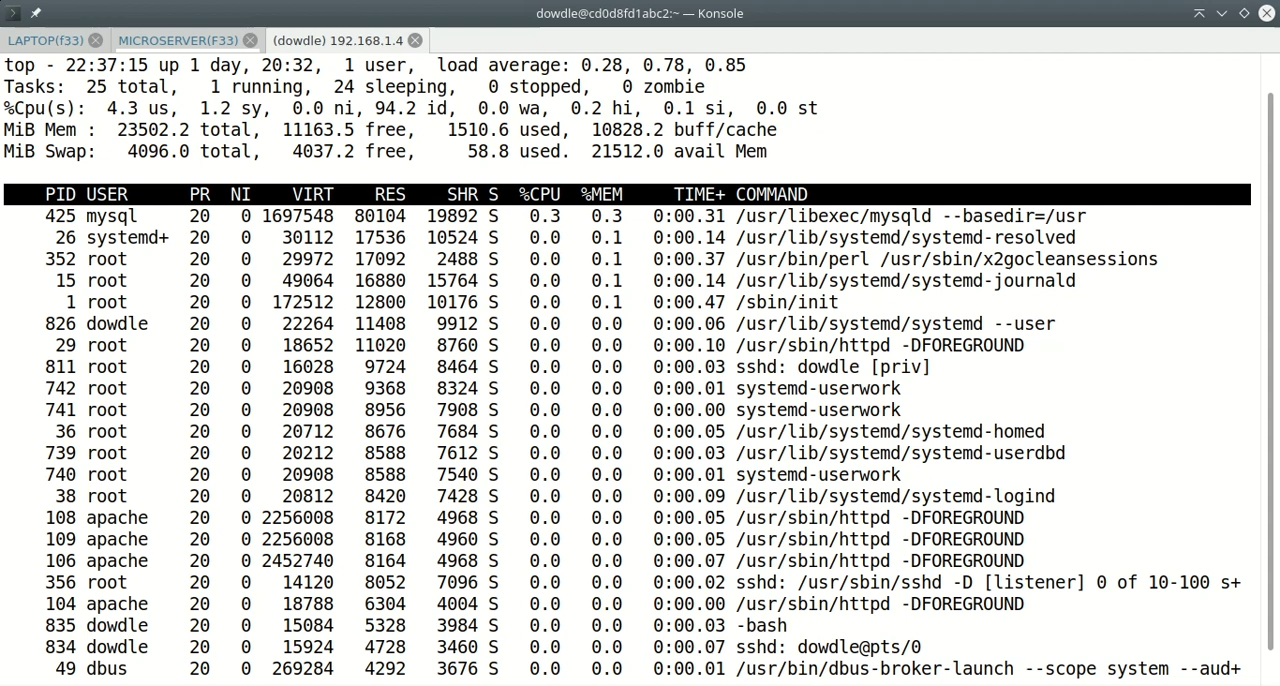 dowdle@cd0d8fd1abc2:~ — Konsole
LAPTOP(f33) MICROSERVER(F33) (dowdle) 192.168.1.4
top - 22:37:15 up 1 day, 20:32,  1 user,  load average: 0.28, 0.78, 0.85
Tasks:  25 total,   1 running,  24 sleeping,   0 stopped,   0 zombie
%Cpu(s):  4.3 us,  1.2 sy,  0.0 ni, 94.2 id,  0.0 wa,  0.2 hi,  0.1 si,  0.0 st
MiB Mem :  23502.2 total,  11163.5 free,   1510.6 used,  10828.2 buff/cache
MiB Swap:   4096.0 total,   4037.2 free,     58.8 used.  21512.0 avail Mem
PID USER      PR  NI    VIRT    RES    SHR S  %CPU  %MEM     TIME+ COMMAND
425 mysql     20   0 1697548  80104  19892 S   0.3   0.3   0:00.31 /usr/libexec/mysqld --basedir=/usr
26 systemd+  20   0   30112  17536  10524 S   0.0   0.1   0:00.14 /usr/lib/systemd/systemd-resolved
352 root      20   0   29972  17092   2488 S   0.0   0.1   0:00.37 /usr/bin/perl /usr/sbin/x2gocleansessions
15 root      20   0   49064  16880  15764 S   0.0   0.1   0:00.14 /usr/lib/systemd/systemd-journald
1 root      20   0  172512  12800  10176 S   0.0   0.1   0:00.47 /sbin/init
826 dowdle    20   0   22264  11408   9912 S   0.0   0.0   0:00.06 /usr/lib/systemd/systemd --user
29 root      20   0   18652  11020   8760 S   0.0   0.0   0:00.10 /usr/sbin/httpd -DFOREGROUND
811 root      20   0   16028   9724   8464 S   0.0   0.0   0:00.03 sshd: dowdle [priv]
742 root      20   0   20908   9368   8324 S   0.0   0.0   0:00.01 systemd-userwork
741 root      20   0   20908   8956   7908 S   0.0   0.0   0:00.00 systemd-userwork
36 root      20   0   20712   8676   7684 S   0.0   0.0   0:00.05 /usr/lib/systemd/systemd-homed
739 root      20   0   20212   8588   7612 S   0.0   0.0   0:00.03 /usr/lib/systemd/systemd-userdbd
740 root      20   0   20908   8588   7540 S   0.0   0.0   0:00.01 systemd-userwork
38 root      20   0   20812   8420   7428 S   0.0   0.0   0:00.09 /usr/lib/systemd/systemd-logind
108 apache    20   0 2256008   8172   4968 S   0.0   0.0   0:00.05 /usr/sbin/httpd -DFOREGROUND
109 apache    20   0 2256008   8168   4960 S   0.0   0.0   0:00.05 /usr/sbin/httpd -DFOREGROUND
106 apache    20   0 2452740   8164   4968 S   0.0   0.0   0:00.07 /usr/sbin/httpd -DFOREGROUND
356 root      20   0   14120   8052   7096 S   0.0   0.0   0:00.02 sshd: /usr/sbin/sshd -D [listener] 0 of 10-100 s+
104 apache    20   0   18788   6304   4004 S   0.0   0.0   0:00.00 /usr/sbin/httpd -DFOREGROUND
835 dowdle    20   0   15084   5328   3984 S   0.0   0.0   0:00.03 -bash
834 dowdle    20   0   15924   4728   3460 S   0.0   0.0   0:00.07 sshd: dowdle@pts/0
49 dbus      20   0  269284   4292   3676 S   0.0   0.0   0:00.01 /usr/bin/dbus-broker-launch --scope system --aud+